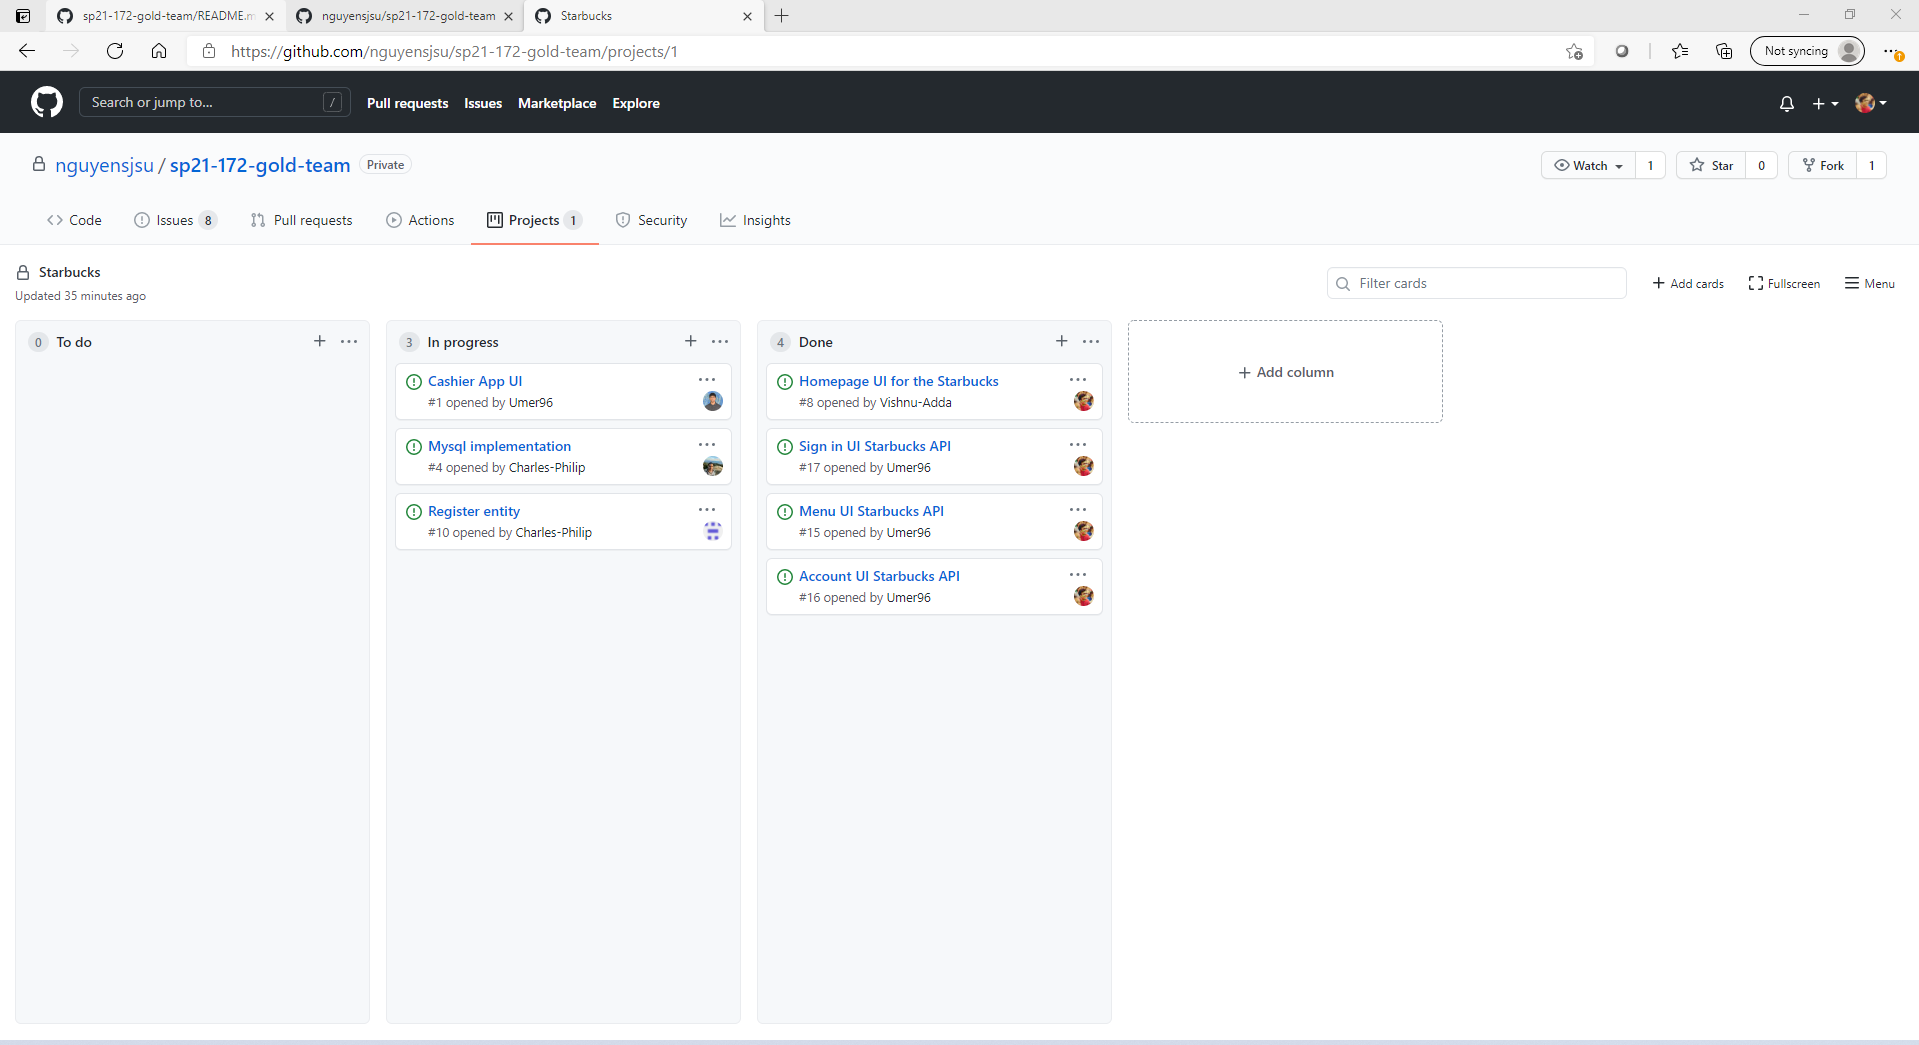 sp21-172-gold-team/README.m
nguyensjsu/sp21-172-gold-team
Starbucks
https://github.com/nguyensjsu/sp21-172-gold-team/projects/1
Not syncing
Search or jump to...
/
Pull requests
Issues
Marketplace
Explore
nguyensjsu / sp21-172-gold-team
Private
Watch 1
Star 0
Fork 1
Code
Issues 8
Pull requests
Actions
Projects 1
Security
Insights
Starbucks
Updated 35 minutes ago
Filter cards
+ Add cards
Fullscreen
Menu
0 To do
3 In progress
Cashier App UI
#1 opened by Umer96
Mysql implementation
#4 opened by Charles-Philip
Register entity
#10 opened by Charles-Philip
4 Done
Homepage UI for the Starbucks
#8 opened by Vishnu-Adda
Sign in UI Starbucks API
#17 opened by Umer96
Menu UI Starbucks API
#15 opened by Umer96
Account UI Starbucks API
#16 opened by Umer96
+ Add column